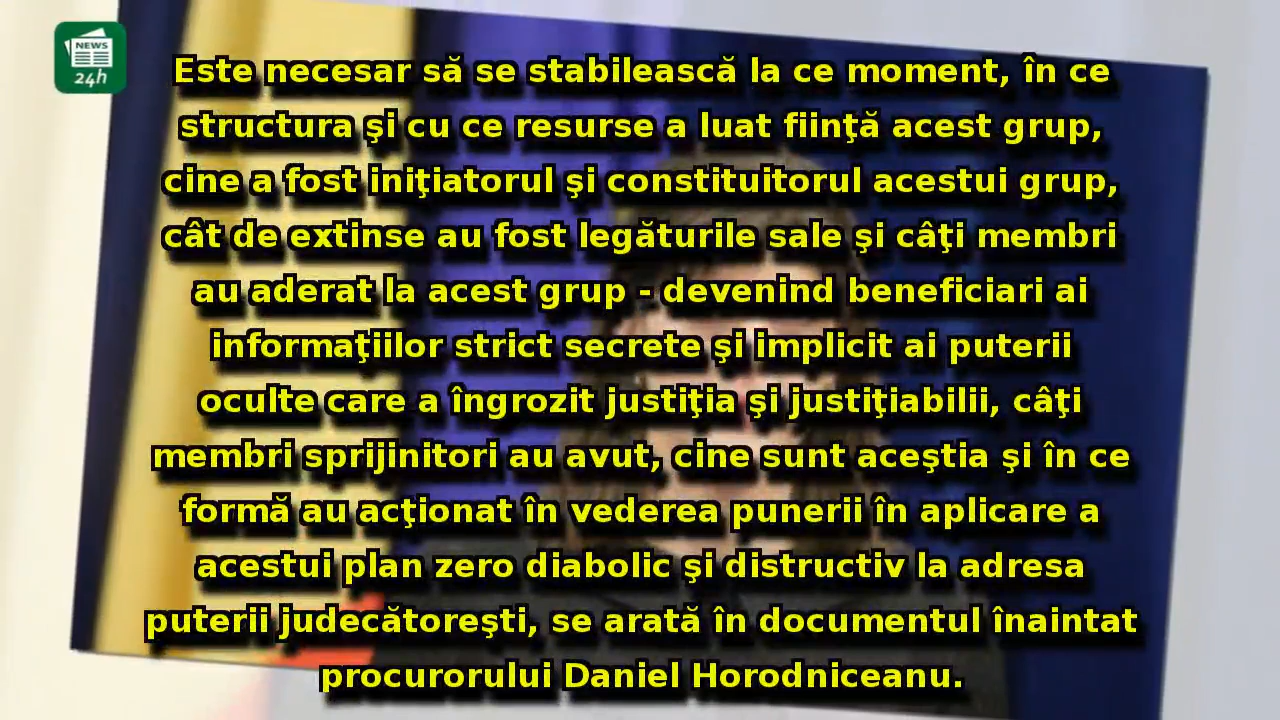 NEWS
24h
Este necesar să se stabilească la ce moment, în ce
structura şi cu ce resurse a luat fiinţă acest grup,
cine a fost iniţiatorul şi constituitorul acestui grup,
cât de extinse au fost legăturile sale şi câţi membri
au aderat la acest grup - devenind beneficiari ai
informaţiilor strict secrete şi implicit ai puterii
oculte care a îngrozit justiţia şi justiţiabilii, câţi
membri sprijinitori au avut, cine sunt aceştia şi în ce
formă au acţionat în vederea punerii în aplicare a
acestui plan zero diabolic şi distructiv la adresa
puterii judecătoreşti, se arată în documentul înaintat
procurorului Daniel Horodniceanu.